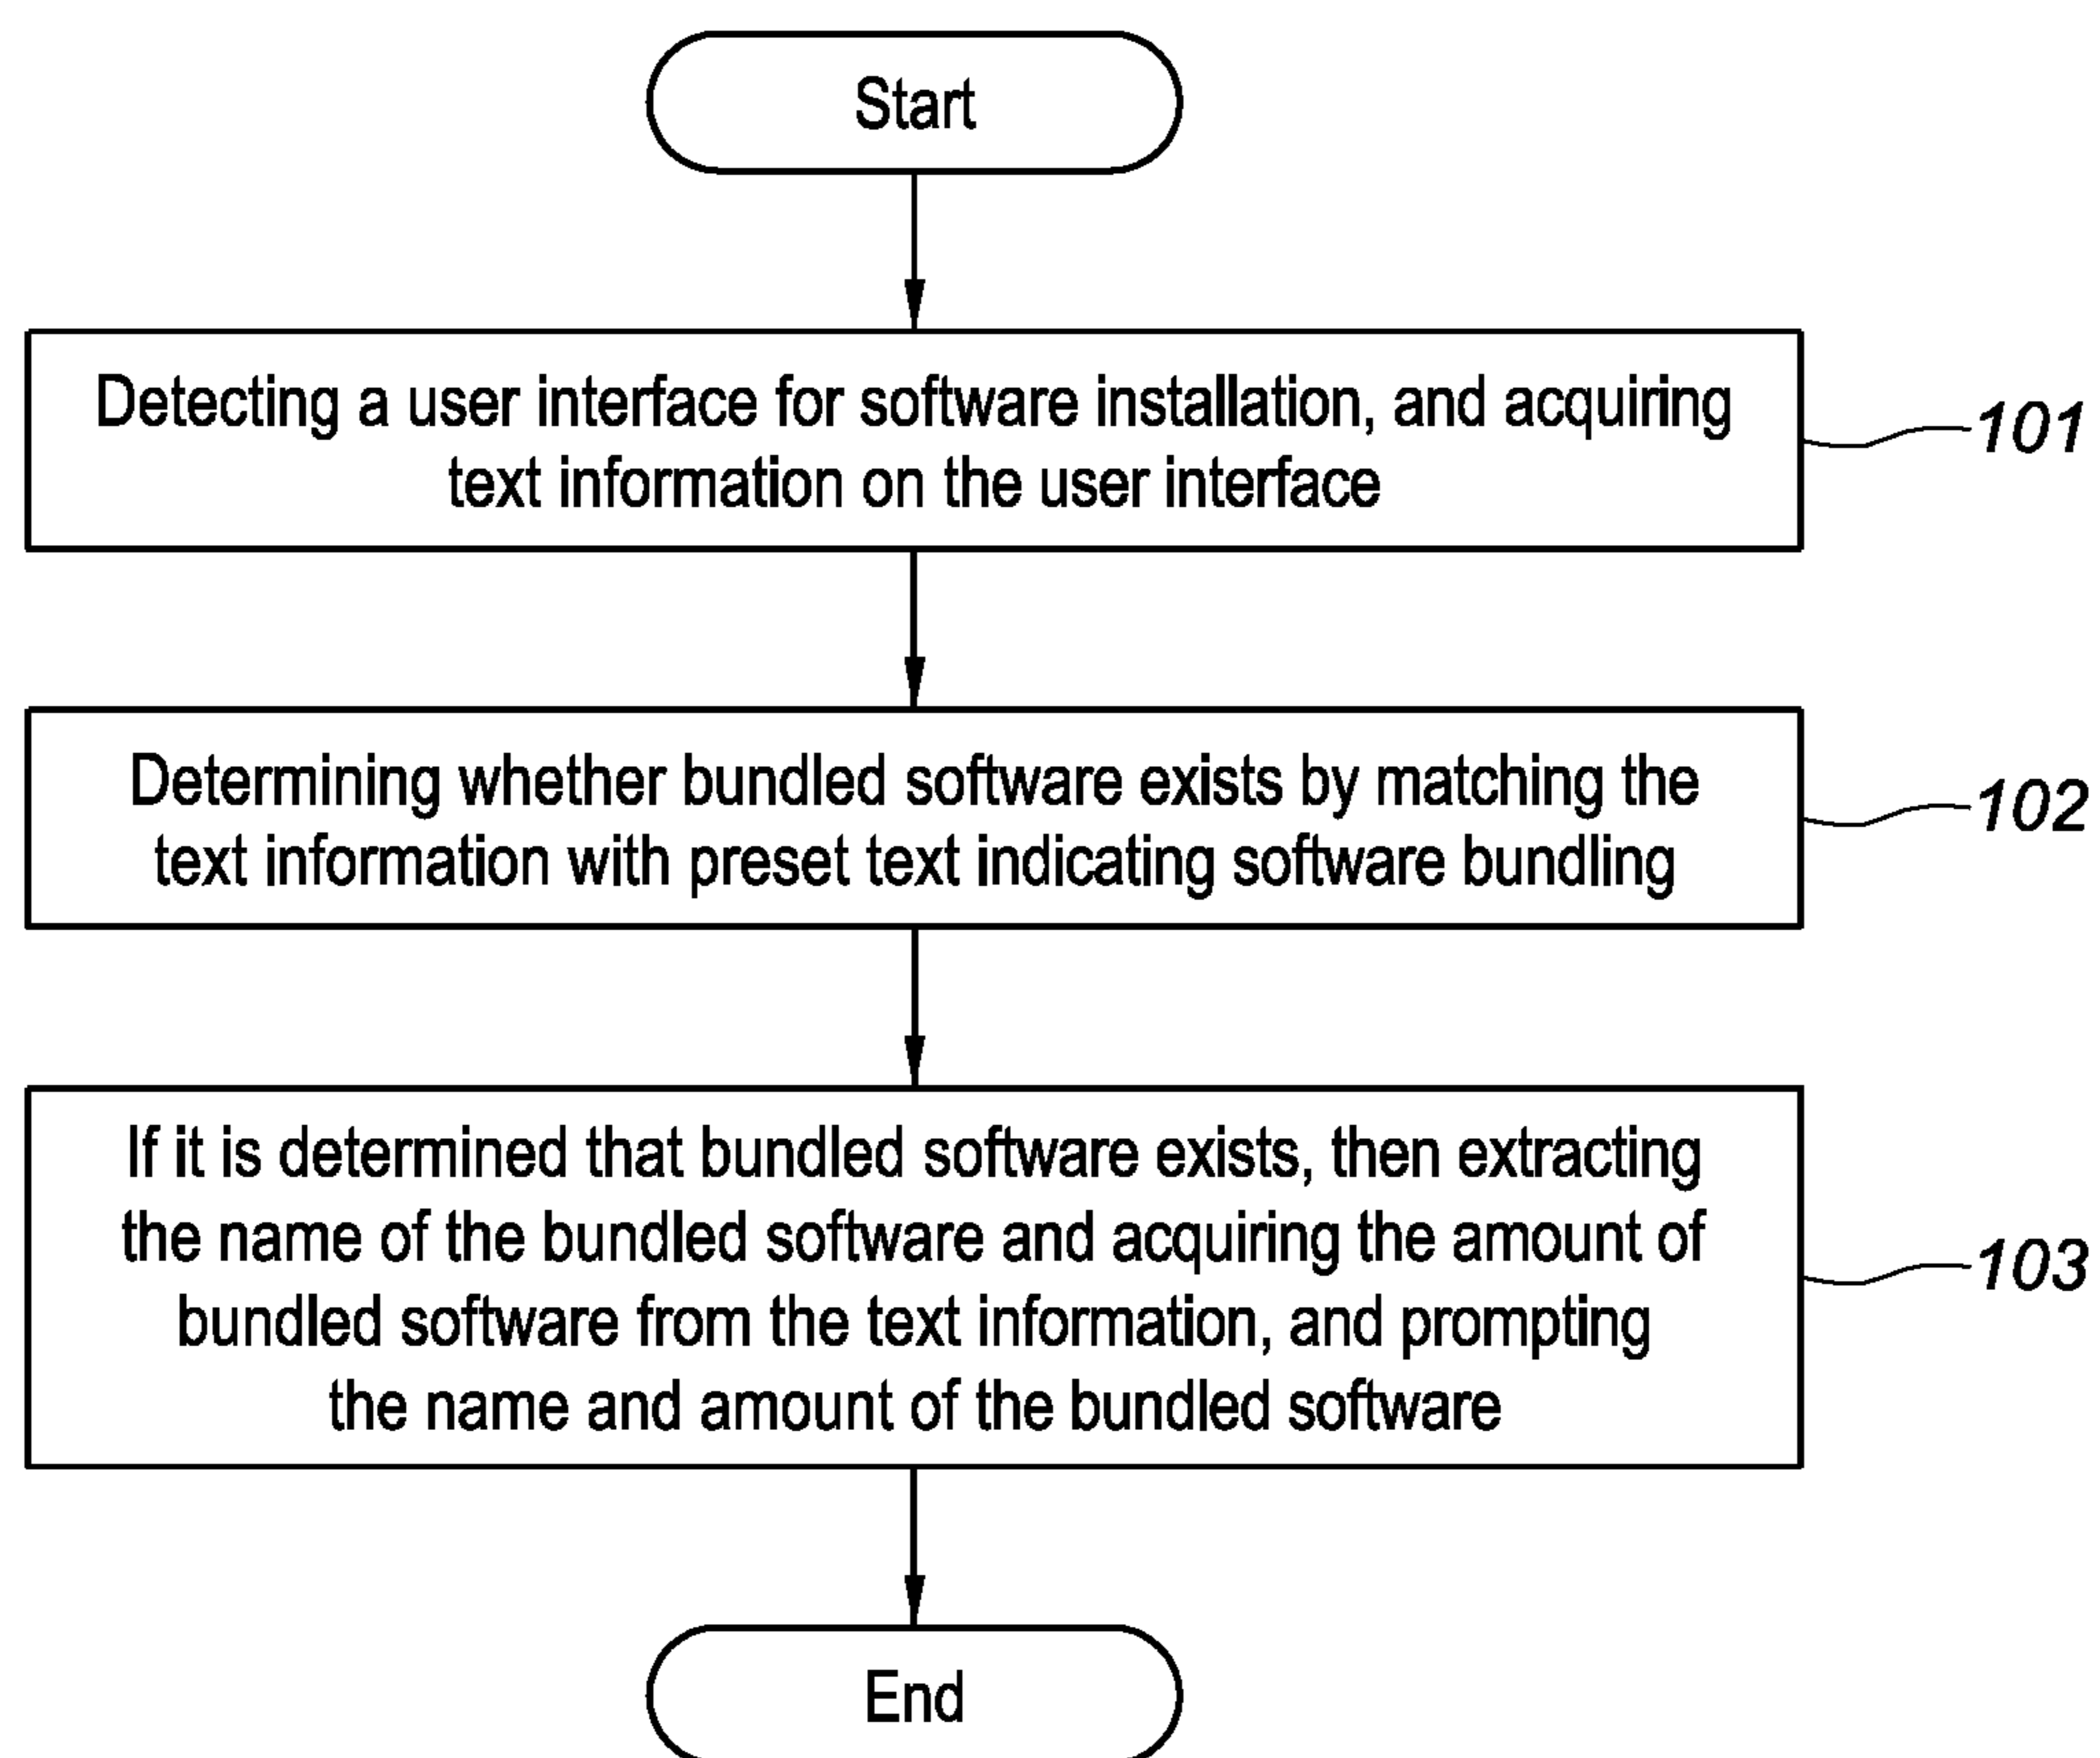 Start
Detecting a user interface for software installation, and acquiring
text information on the user interface
101
Determining whether bundled software exists by matching the
text information with preset text indicating software bundling
102
If it is determined that bundled software exists, then extracting
the name of the bundled software and acquiring the amount of
bundled software from the text information, and prompting
the name and amount of the bundled software
103
End